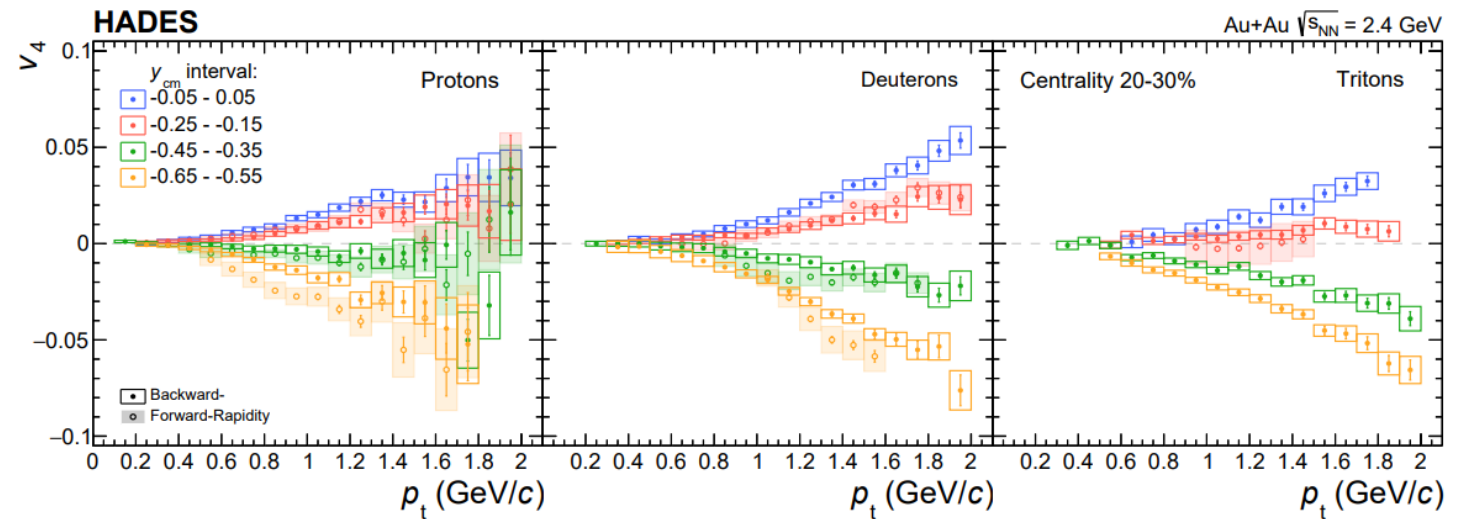 HADES
Au+Au √sNN = 2.4 GeV
v4
0.1
0.05
0
−0.05
−0.1
ycm interval:
-0.05 - 0.05
-0.25 - -0.15
-0.45 - -0.35
-0.65 - -0.55
Protons
Backward-
Forward-Rapidity
Deuterons
Centrality 20-30%
Tritons
0 0.2 0.4 0.6 0.8 1 1.2 1.4 1.6 1.8 2
0.2 0.4 0.6 0.8 1 1.2 1.4 1.6 1.8 2
0.2 0.4 0.6 0.8 1 1.2 1.4 1.6 1.8 2
pt (GeV/c)
pt (GeV/c)
pt (GeV/c)